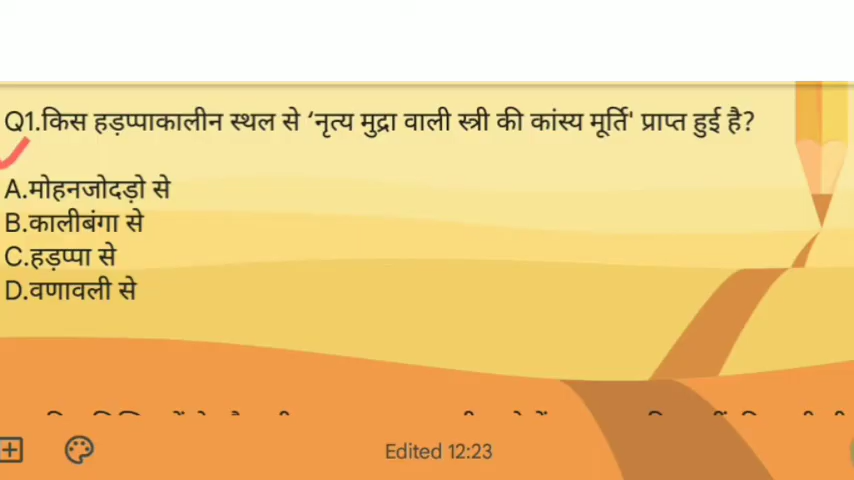 Q1.किस हड़प्पाकालीन स्थल से ‘नृत्य मुद्रा वाली स्त्री की कांस्य मूर्ति' प्राप्त हुई है?
A.मोहनजोदड़ो से
B.कालीबंगा से
C.हड़प्पा से
D.वणावली से
Edited 12:23